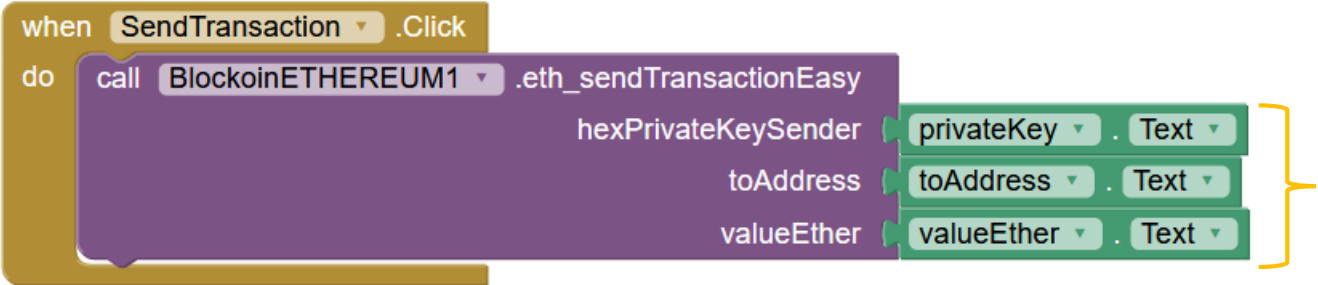 when SendTransaction .Click
do call BlockoinETHEREUM1 .eth_sendTransactionEasy
hexPrivateKeySender privateKey . Text
toAddress toAddress . Text
valueEther valueEther . Text